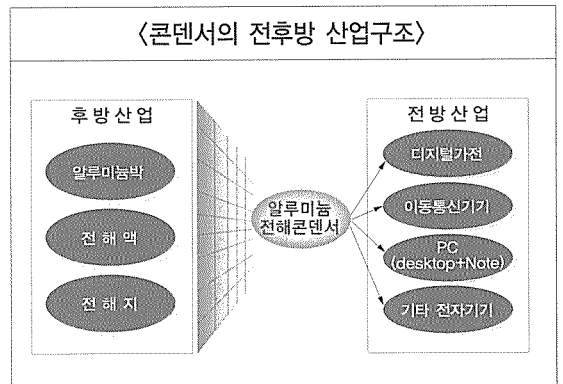 〈콘덴서의 전후방 산업구조〉
후방산업
알루미늄박
전해액
전해지
알루미늄
전해콘덴서
전방산업
디지털가전
이동통신기기
PC
(desktop+Note)
기타 전자기기